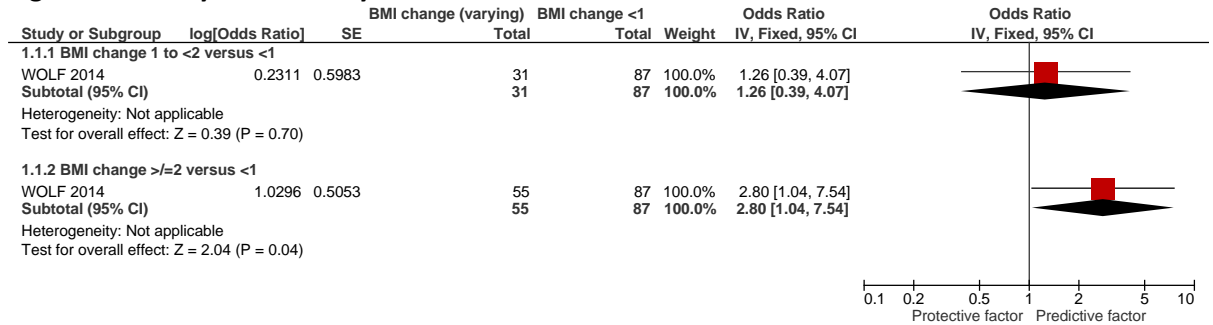 BMI change (varying) BMI change <1 Odds Ratio Odds Ratio
Study or Subgroup log[Odds Ratio] SE Total Total Weight IV, Fixed, 95% CI IV, Fixed, 95% CI
1.1.1 BMI change 1 to <2 versus <1
WOLF 2014 0.2311 0.5983 31 87 100.0% 1.26 [0.39, 4.07]
Subtotal (95% CI) 31 87 100.0% 1.26 [0.39, 4.07]
Heterogeneity: Not applicable
Test for overall effect: Z = 0.39 (P = 0.70)
1.1.2 BMI change >/=2 versus <1
WOLF 2014 1.0296 0.5053 55 87 100.0% 2.80 [1.04, 7.54]
Subtotal (95% CI) 55 87 100.0% 2.80 [1.04, 7.54]
Heterogeneity: Not applicable
Test for overall effect: Z = 2.04 (P = 0.04)
0.1 0.2 0.5 1 2 5 10
Protective factor Predictive factor